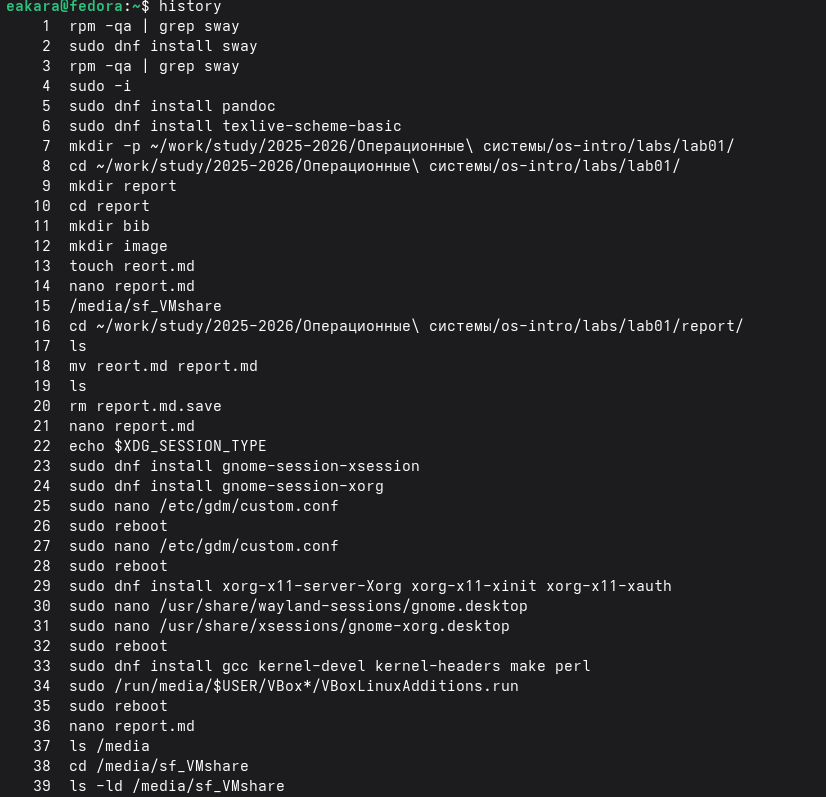 eakara@fedora:~$ history
1 rpm -qa | grep sway
2 sudo dnf install sway
3 rpm -qa | grep sway
4 sudo -i
5 sudo dnf install pandoc
6 sudo dnf install texlive-scheme-basic
7 mkdir -p ~/work/study/2025-2026/Операционные\ системы/os-intro/labs/lab01/
8 cd ~/work/study/2025-2026/Операционные\ системы/os-intro/labs/lab01/
9 mkdir report
10 cd report
11 mkdir bib
12 mkdir image
13 touch reort.md
14 nano report.md
15 /media/sf_VMshare
16 cd ~/work/study/2025-2026/Операционные\ системы/os-intro/labs/lab01/report/
17 ls
18 mv reort.md report.md
19 ls
20 rm report.md.save
21 nano report.md
22 echo $XDG_SESSION_TYPE
23 sudo dnf install gnome-session-xsession
24 sudo dnf install gnome-session-xorg
25 sudo nano /etc/gdm/custom.conf
26 sudo reboot
27 sudo nano /etc/gdm/custom.conf
28 sudo reboot
29 sudo dnf install xorg-x11-server-Xorg xorg-x11-xinit xorg-x11-xauth
30 sudo nano /usr/share/wayland-sessions/gnome.desktop
31 sudo nano /usr/share/xsessions/gnome-xorg.desktop
32 sudo reboot
33 sudo dnf install gcc kernel-devel kernel-headers make perl
34 sudo /run/media/$USER/VBox*/VBoxLinuxAdditions.run
35 sudo reboot
36 nano report.md
37 ls /media
38 cd /media/sf_VMshare
39 ls -ld /media/sf_VMshare